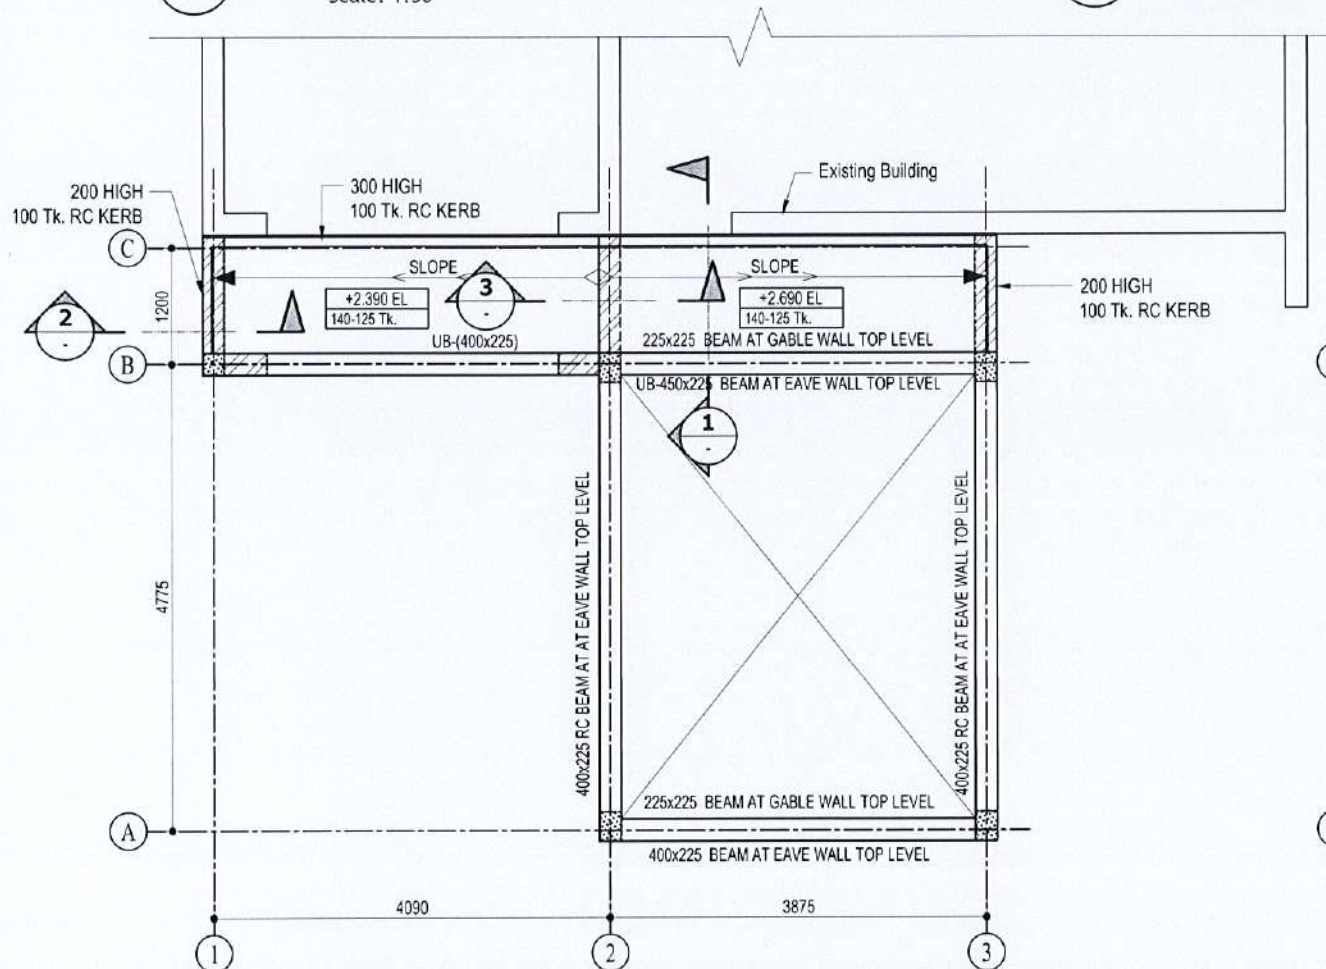 Existing Building
200 HIGH
100 Tk. RC KERB
300 HIGH
100 Tk. RC KERB
C
SLOPE
SLOPE
200 HIGH
100 Tk. RC KERB
2
-
1200
+2.390 EL
140-125 Tk.
3
-
+2.690 EL
140-125 Tk.
UB-(400x225)
225x225 BEAM AT GABLE WALL TOP LEVEL
B
UB-450x225 BEAM AT EAVE WALL TOP LEVEL
1
-
4775
400x225 RC BEAM AT AT EAVE WALL TOP LEVEL
400x225 RC BEAM AT AT EAVE WALL TOP LEVEL
225x225 BEAM AT GABLE WALL TOP LEVEL
A
400x225 BEAM AT EAVE WALL TOP LEVEL
4090
3875
1
2
3